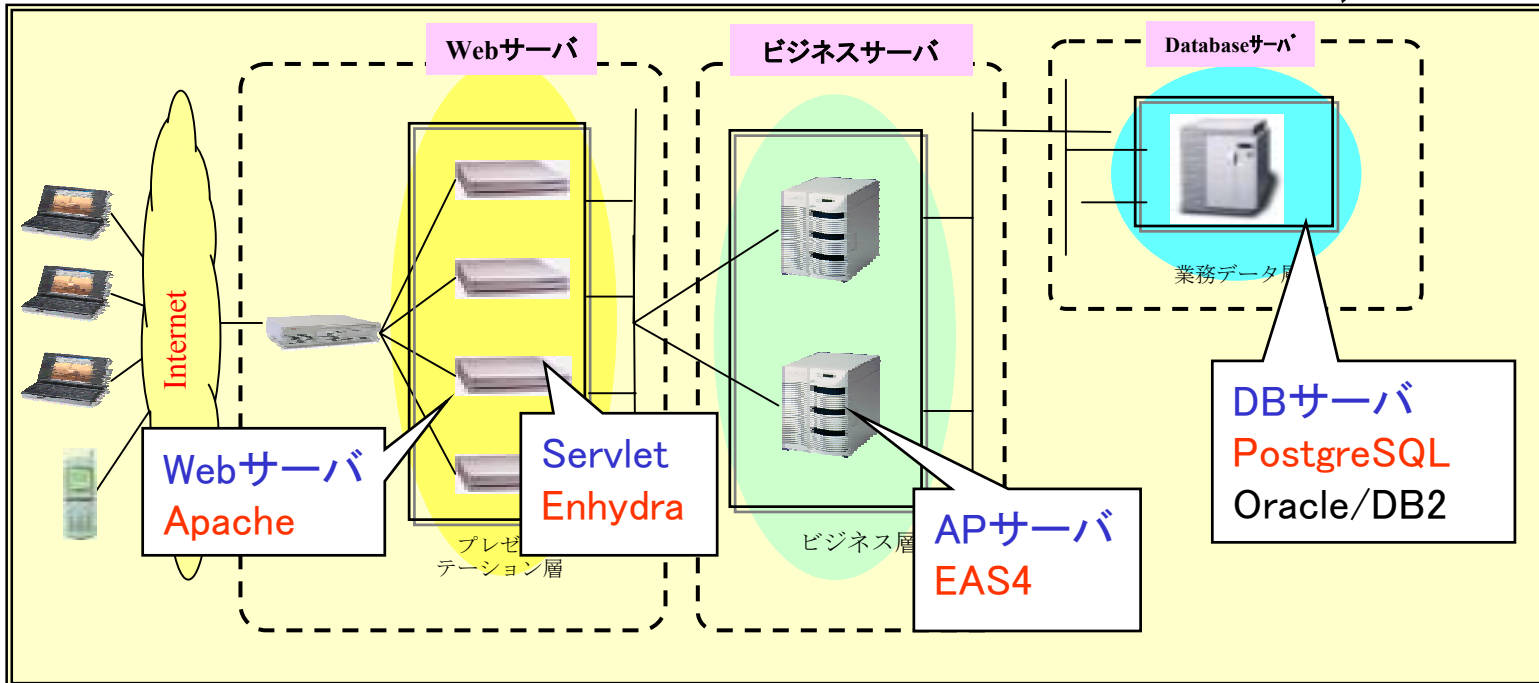 Webサーバ
ビジネスサーバ
Databaseサーバ
Internet
Webサーバ
Apache
Servlet
Enhydra
プレゼ
テーション層
ビジネス層
APサーバ
EAS4
業務データ層
DBサーバ
PostgreSQL
Oracle/DB2